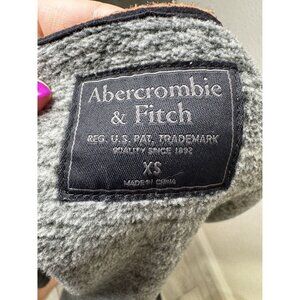 Abercrombie
& Fitch
REG. U.S. PAT. TRADEMARK
QUALITY SINCE 1892
XS
MADE IN CHINA